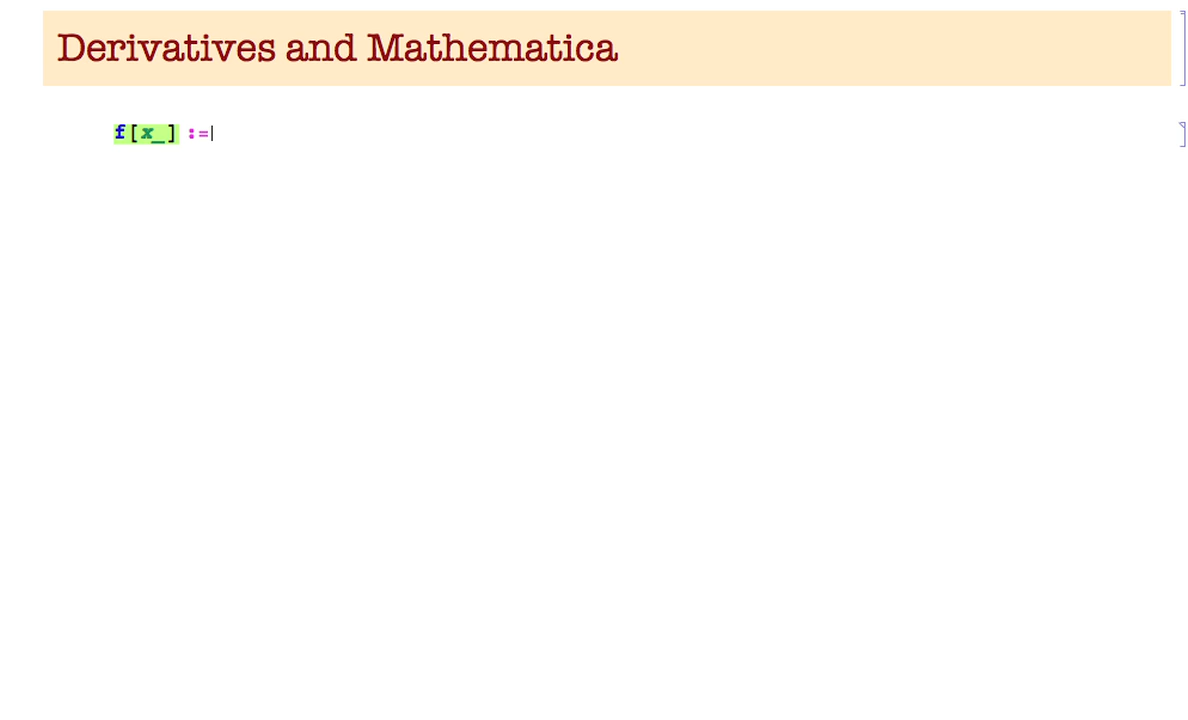 Derivatives and Mathematica
f[x_] :=